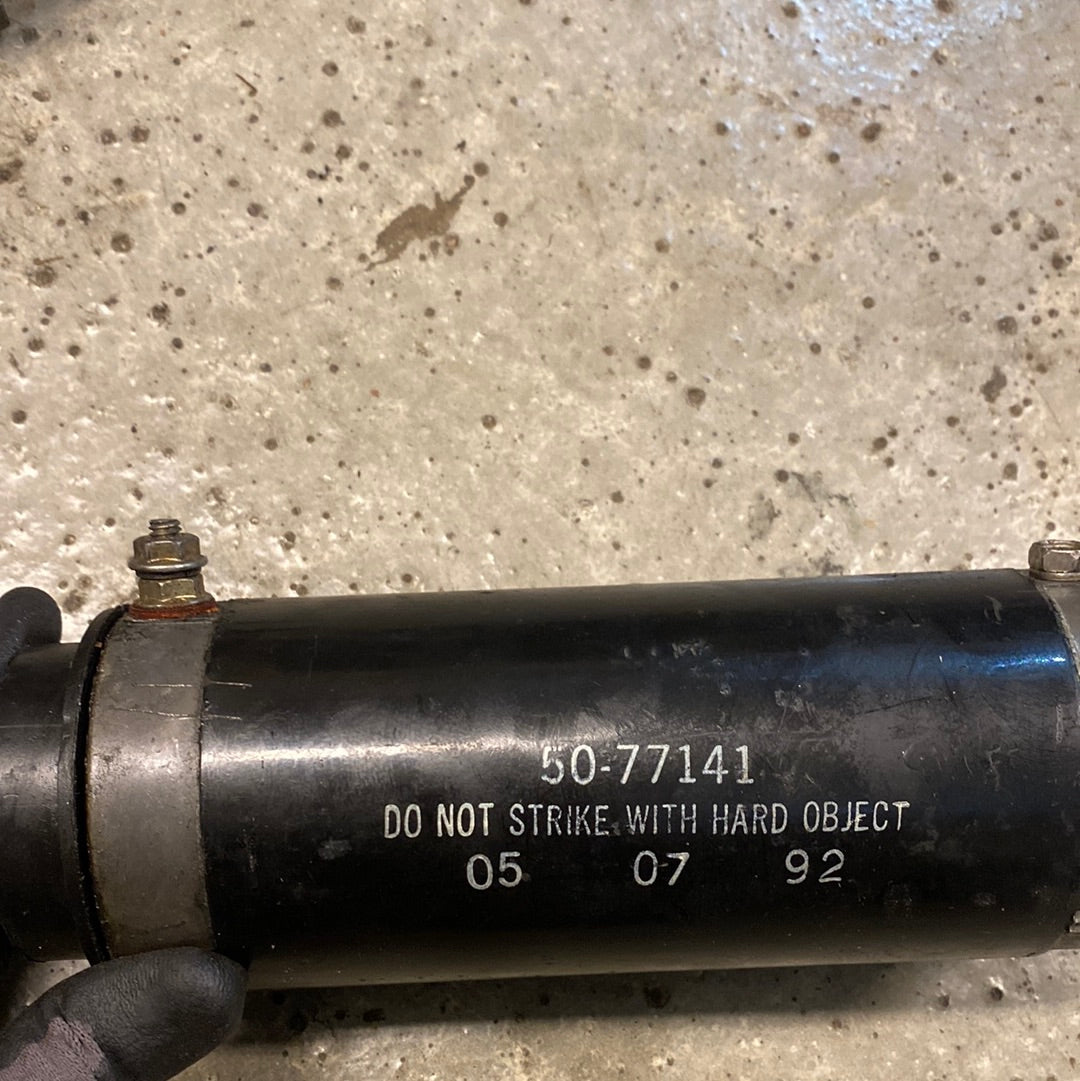 50-77141
DO NOT STRIKE WITH HARD OBJECT
05 07 92